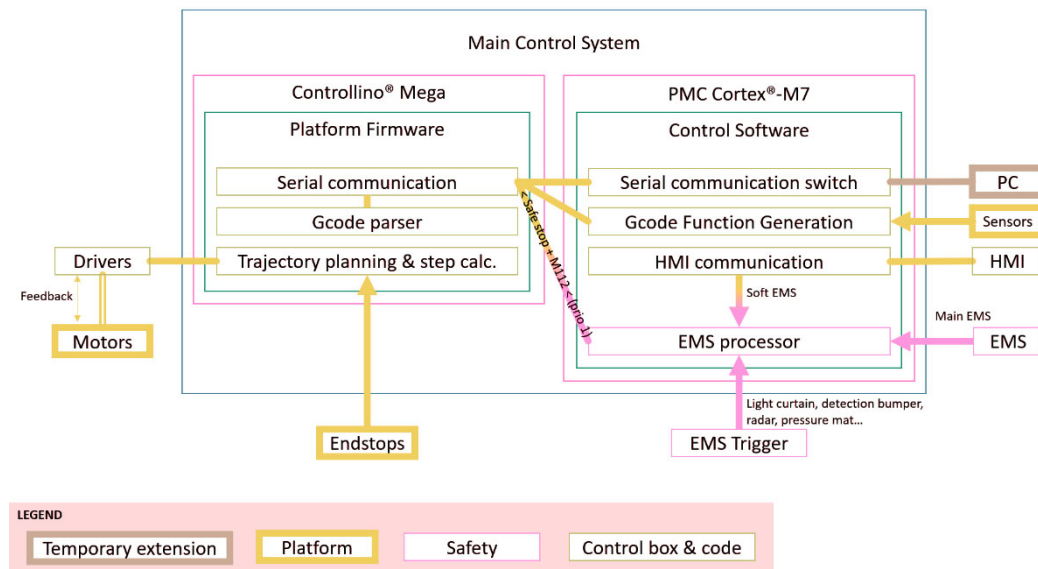 Main Control System
Controllino® Mega
PMC Cortex®-M7
Platform Firmware
Control Software
Serial communication
Serial communication switch
PC
Gcode parser
Gcode Function Generation
Sensors
Drivers
Trajectory planning & step calc.
HMI communication
HMI
Feedback
Soft EMS
< Safe stop + M112 < (prio 1)
Main EMS
Motors
EMS processor
EMS
Light curtain, detection bumper,
radar, pressure mat...
Endstops
EMS Trigger
LEGEND
Temporary extension
Platform
Safety
Control box & code